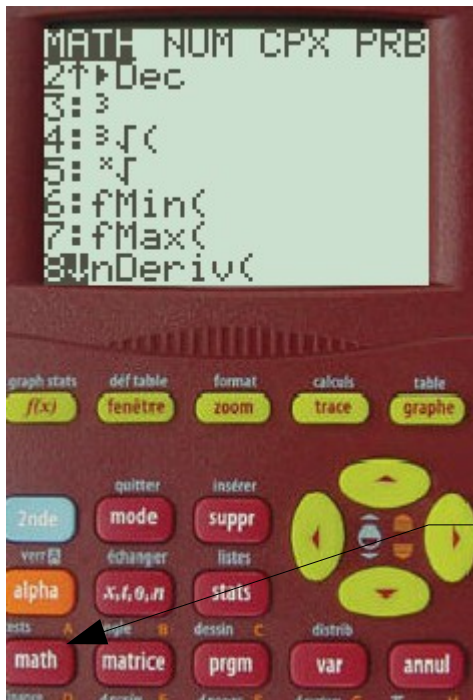 MATH NUM CPX PRB
2↑▸Dec
3:³
4:³√(
5:ˣ√
6:fMin(
7:fMax(
8↓nDeriv(
graph stats déf table format calculs table
f(x) fenêtre zoom trace graphe
quitter insérer
2nde mode suppr
verr A échanger listes
alpha x,t,θ,n stats
tests A angle B dessin C distrib
math matrice prgm var annul